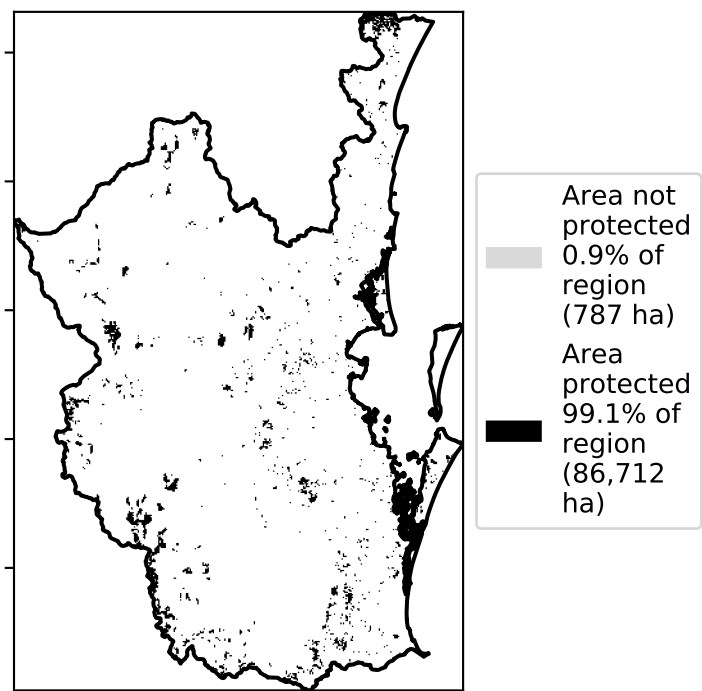 Area not
protected
0.9% of
region
(787 ha)
Area
protected
99.1% of
region
(86,712
ha)